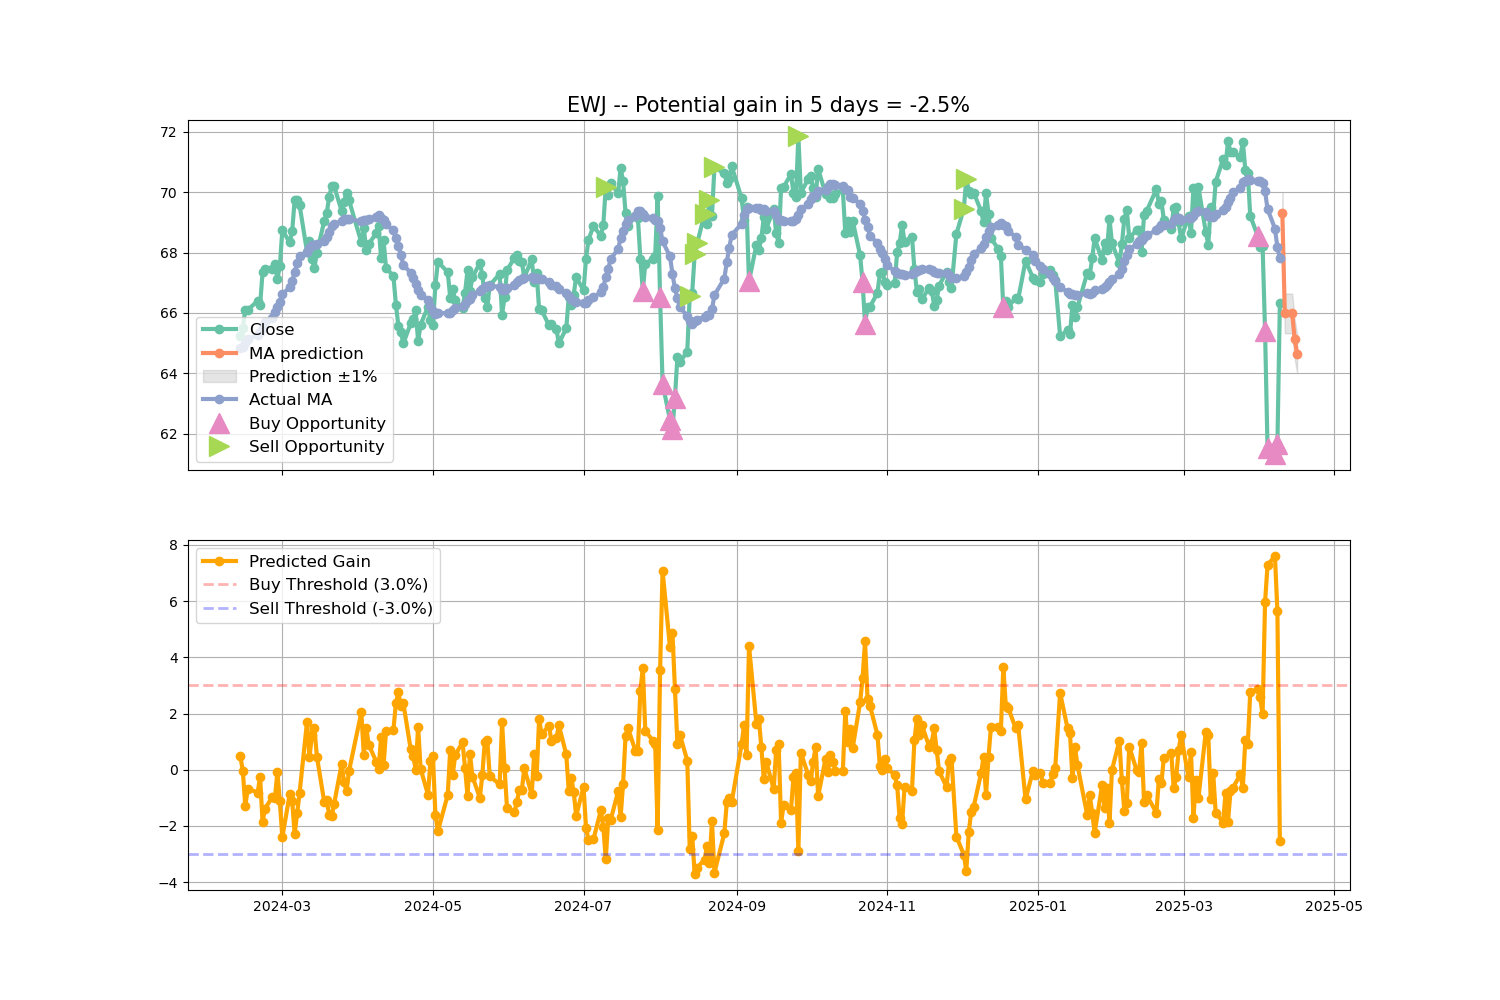 EWJ -- Potential gain in 5 days = -2.5%
72
70
68
66
64
62
Close
MA prediction
Prediction ±1%
Actual MA
Buy Opportunity
Sell Opportunity
8
6
4
2
0
−2
−4
Predicted Gain
Buy Threshold (3.0%)
Sell Threshold (-3.0%)
2024-03
2024-05
2024-07
2024-09
2024-11
2025-01
2025-03
2025-05